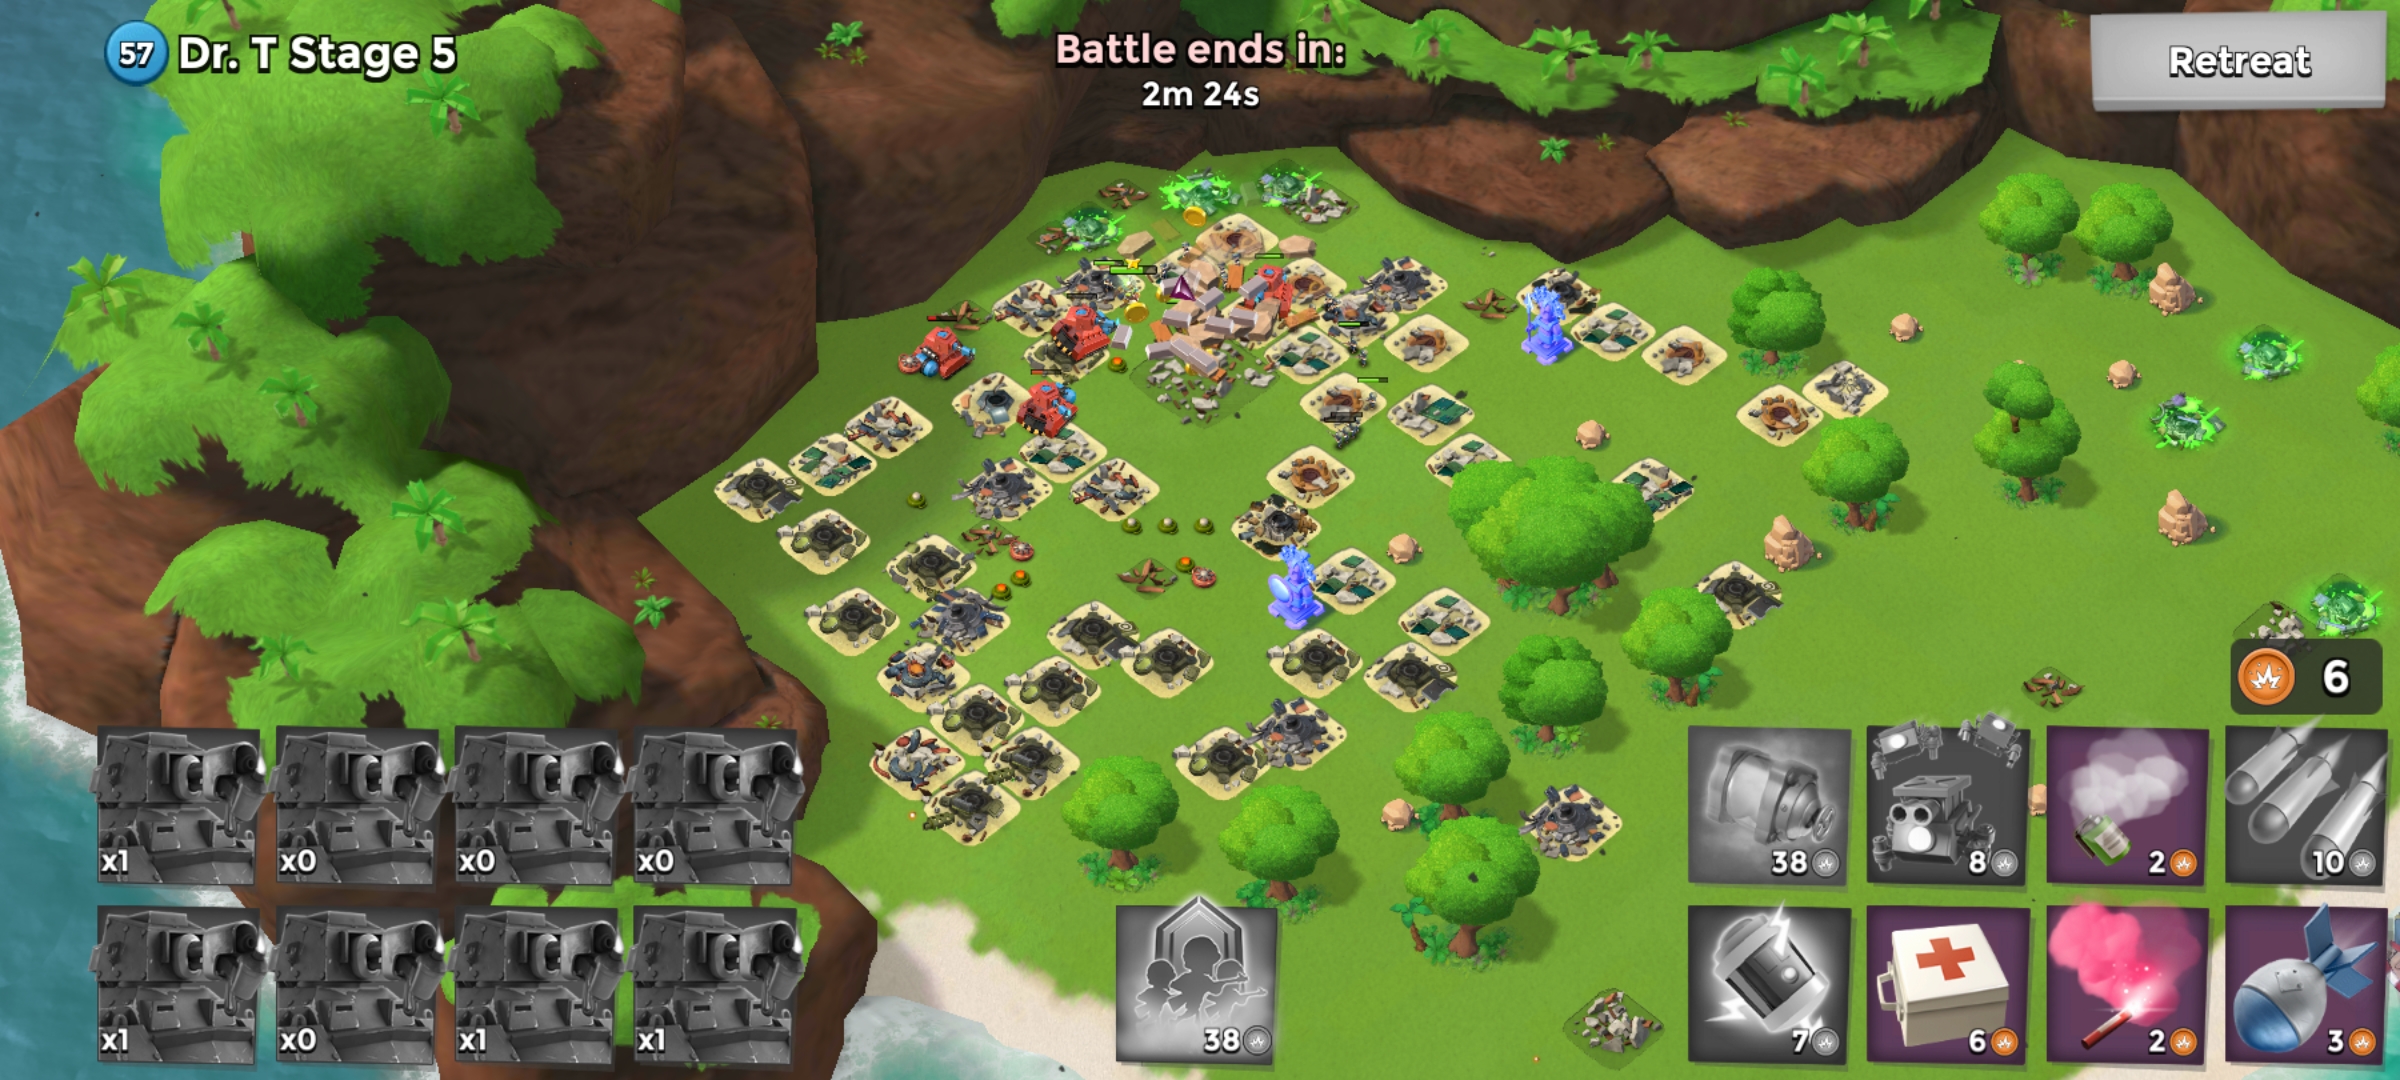 57 Dr. T Stage 5
Battle ends in:
2m 24s
Retreat
6
x1
x0
x0
x0
38
8
2
10
x1
x0
x1
x1
38
7
6
2
3